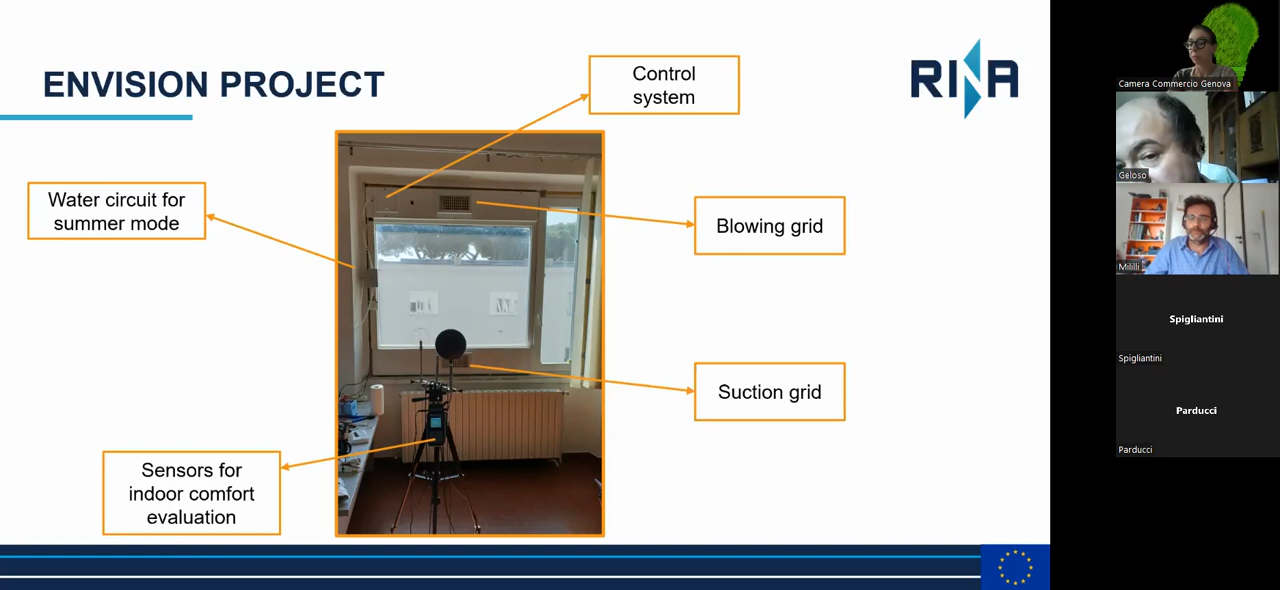 ENVISION PROJECT
Control
system
RINA
Water circuit for
summer mode
Blowing grid
Suction grid
Sensors for
indoor comfort
evaluation
Camera Commercio Genova
Geloso
Mililli
Spigliantini
Spigliantini
Parducci
Parducci